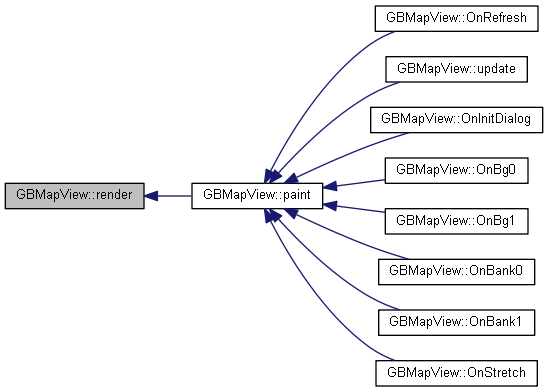 GBMapView::OnRefresh
GBMapView::update
GBMapView::OnInitDialog
GBMapView::OnBg0
GBMapView::render
GBMapView::paint
GBMapView::OnBg1
GBMapView::OnBank0
GBMapView::OnBank1
GBMapView::OnStretch